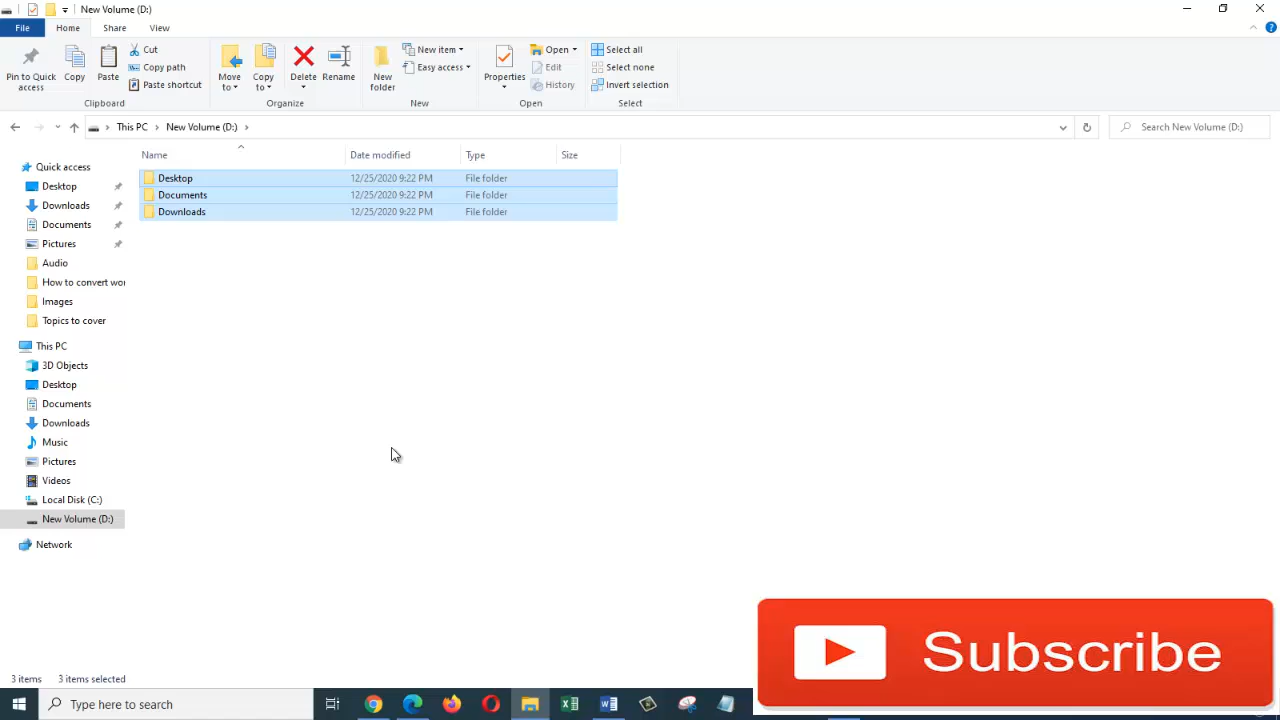 New Volume (D:)
File Home Share View
Pin to Quick access
Copy
Paste
Cut
Copy path
Paste shortcut
Clipboard
Move to
Copy to
Delete
Rename
Organize
New folder
New item
Easy access
New
Properties
Open
Edit
History
Open
Select all
Select none
Invert selection
Select
This PC > New Volume (D:) >
Search New Volume (D:)
Name Date modified Type Size
Desktop 12/25/2020 9:22 PM File folder
Documents 12/25/2020 9:22 PM File folder
Downloads 12/25/2020 9:22 PM File folder
Quick access
Desktop
Downloads
Documents
Pictures
Audio
How to convert wor
Images
Topics to cover
This PC
3D Objects
Desktop
Documents
Downloads
Music
Pictures
Videos
Local Disk (C:)
New Volume (D:)
Network
Subscribe
3 items 3 items selected
Type here to search